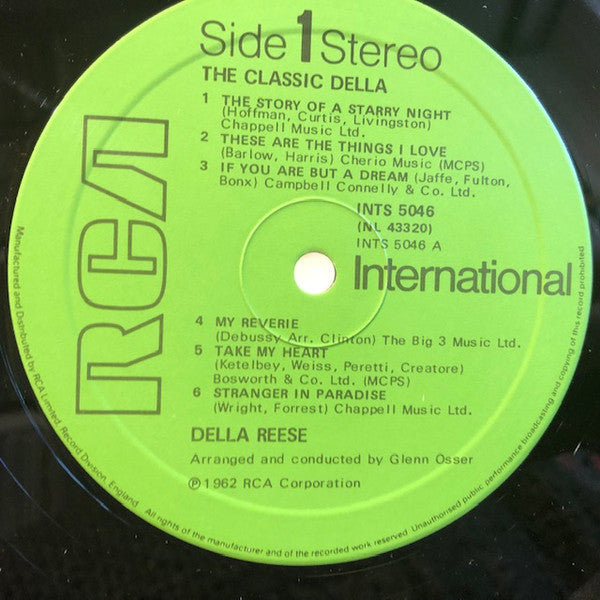 Side 1 Stereo
THE CLASSIC DELLA
1 THE STORY OF A STARRY NIGHT
(Hoffman, Curtis, Livingston)
Chappell Music Ltd.
2 THESE ARE THE THINGS I LOVE
(Barlow, Harris) Cherio Music (MCPS)
3 IF YOU ARE BUT A DREAM (Jaffe, Fulton,
Bonx) Campbell Connelly & Co. Ltd.
INTS 5046
(NL 43320)
INTS 5046 A
RCA
International
4 MY REVERIE
(Debussy Arr. Clinton) The Big 3 Music Ltd.
5 TAKE MY HEART
(Ketelbey, Weiss, Peretti, Creatore)
Bosworth & Co. Ltd. (MCPS)
6 STRANGER IN PARADISE
(Wright, Forrest) Chappell Music Ltd.
DELLA REESE
Arranged and conducted by Glenn Osser
℗1962 RCA Corporation
Manufactured and Distributed by RCA Limited, Record Division, England. All rights of the manufacturer and of the recorded work reserved. Unauthorised public performance broadcasting and copying of this record prohibited